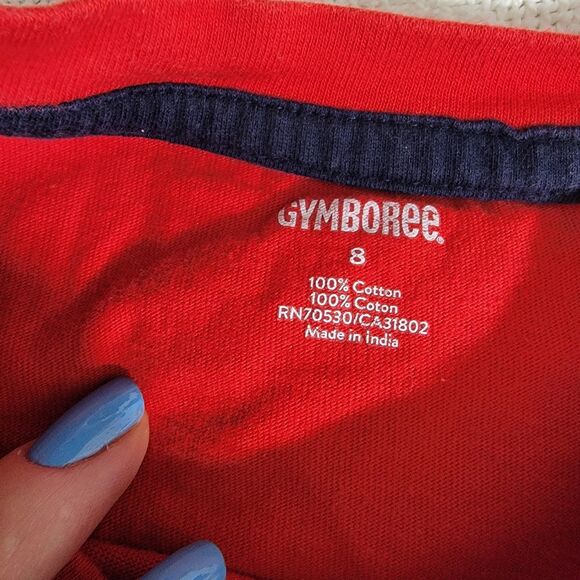 GYMBOREE.
8
100% Cotton
100% Coton
RN70530/CA31802
Made in India